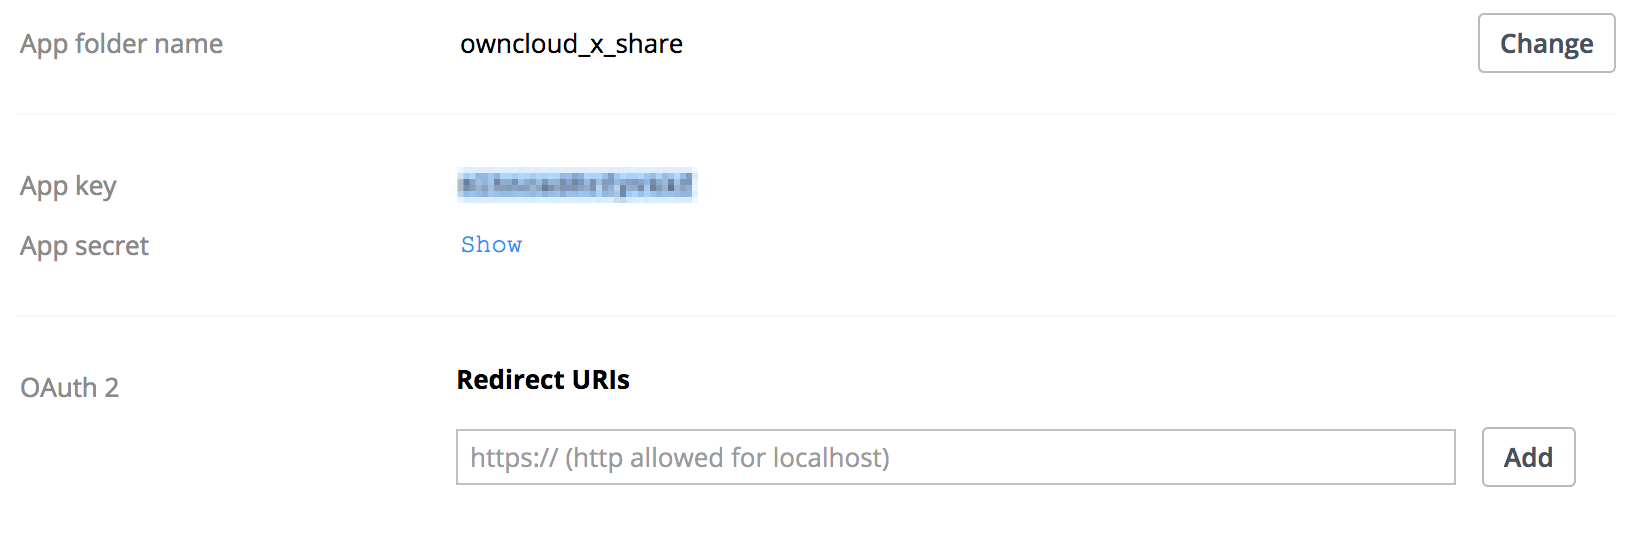 App folder name owncloud_x_share Change
App key
App secret Show
OAuth 2 Redirect URIs
https:// (http allowed for localhost) Add